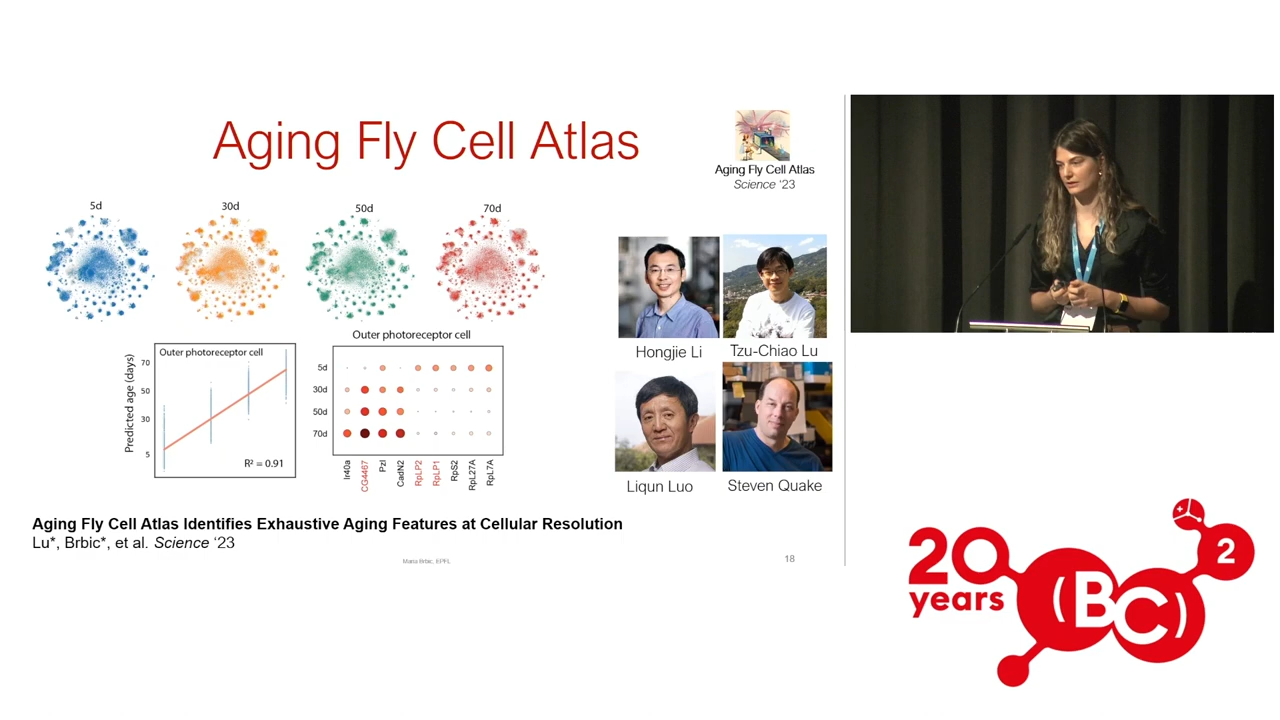 Aging Fly Cell Atlas
Aging Fly Cell Atlas
Science '23
5d
30d
50d
70d
Outer photoreceptor cell
Predicted age (days)
70
50
30
5
Outer photoreceptor cell
R² = 0.91
5d
30d
50d
70d
Ir40a
CG4467
Pzl
CadN2
RpLP2
RpLP1
RpS2
RpL27A
RpL7A
Hongjie Li
Tzu-Chiao Lu
Liqun Luo
Steven Quake
Aging Fly Cell Atlas Identifies Exhaustive Aging Features at Cellular Resolution
Lu*, Brbic*, et al. Science '23
Maria Brbic, EPFL
18
20
years
(BC)
2